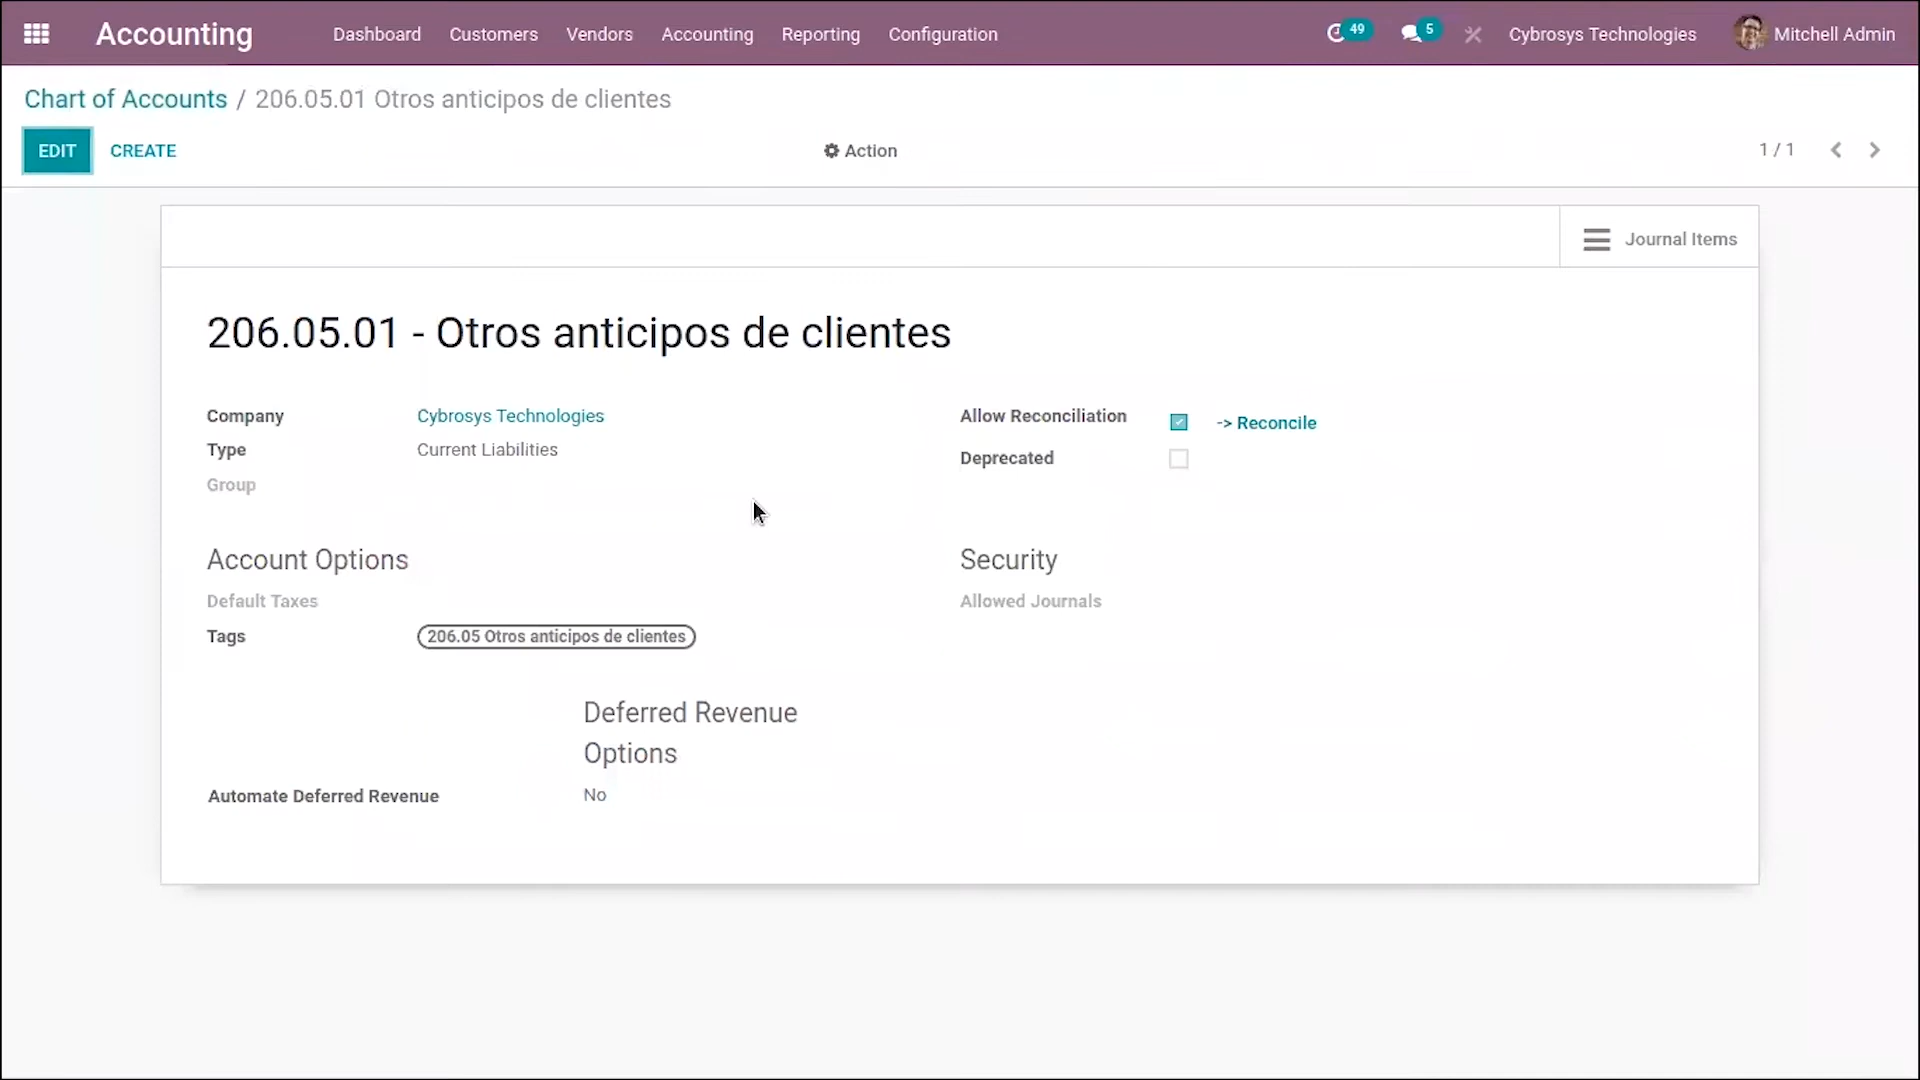 Accounting Dashboard Customers Vendors Accounting Reporting Configuration 49 5 Cybrosys Technologies Mitchell Admin
Chart of Accounts / 206.05.01 Otros anticipos de clientes
EDIT CREATE Action 1 / 1
Journal Items
206.05.01 - Otros anticipos de clientes
Company Cybrosys Technologies Allow Reconciliation -> Reconcile
Type Current Liabilities Deprecated
Group
Account Options Security
Default Taxes Allowed Journals
Tags 206.05 Otros anticipos de clientes
Deferred Revenue
Options
Automate Deferred Revenue No